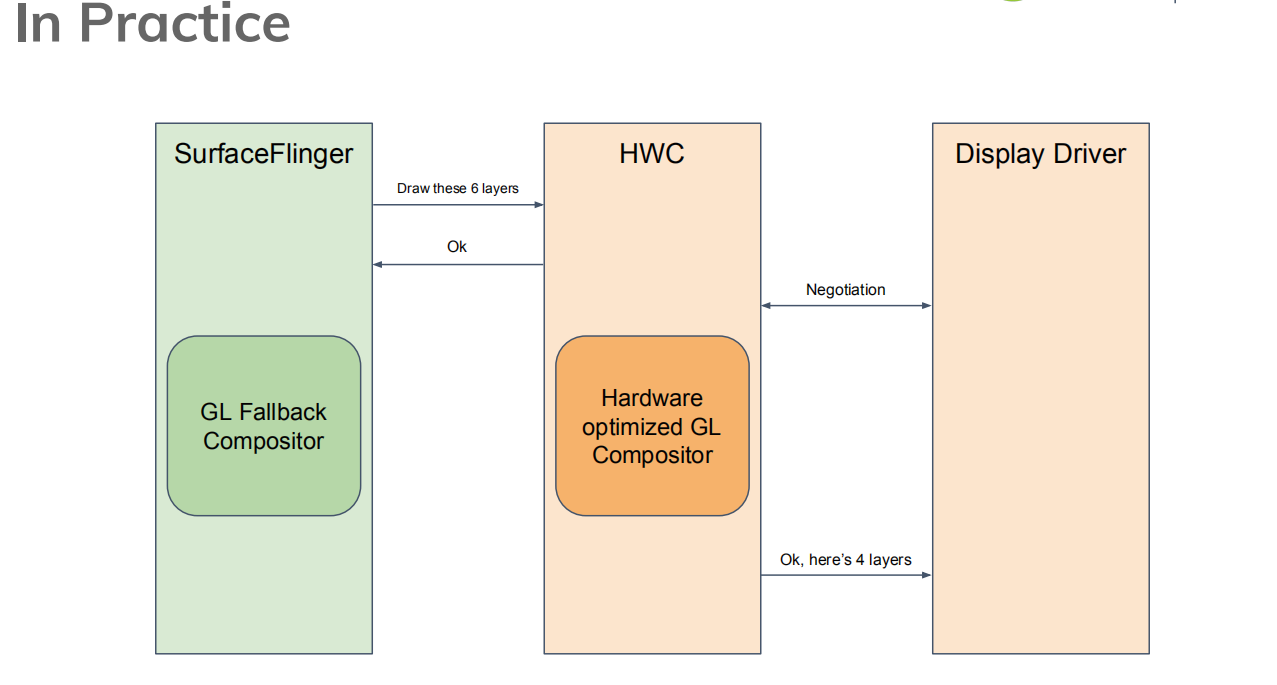 In Practice
SurfaceFlinger
HWC
Display Driver
Draw these 6 layers
Ok
Negotiation
GL Fallback
Compositor
Hardware
optimized GL
Compositor
Ok, here’s 4 layers